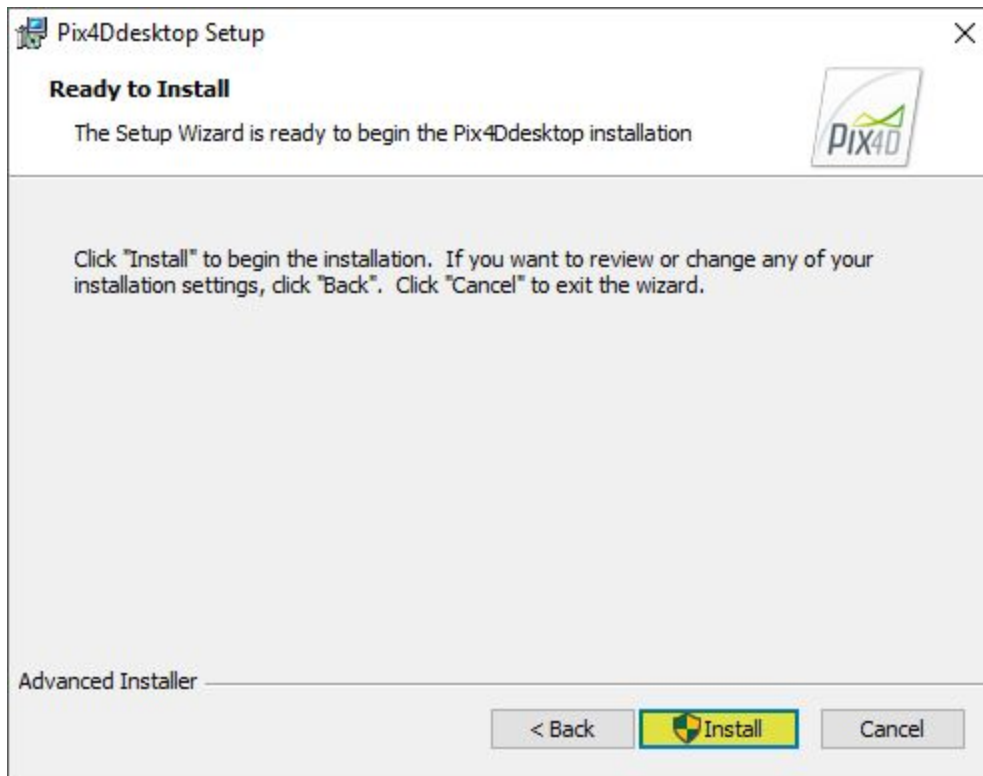 Pix4Ddesktop Setup
Ready to Install
The Setup Wizard is ready to begin the Pix4Ddesktop installation
PIX4D
Click "Install" to begin the installation.  If you want to review or change any of your
installation settings, click "Back".  Click "Cancel" to exit the wizard.
Advanced Installer
< Back
Install
Cancel